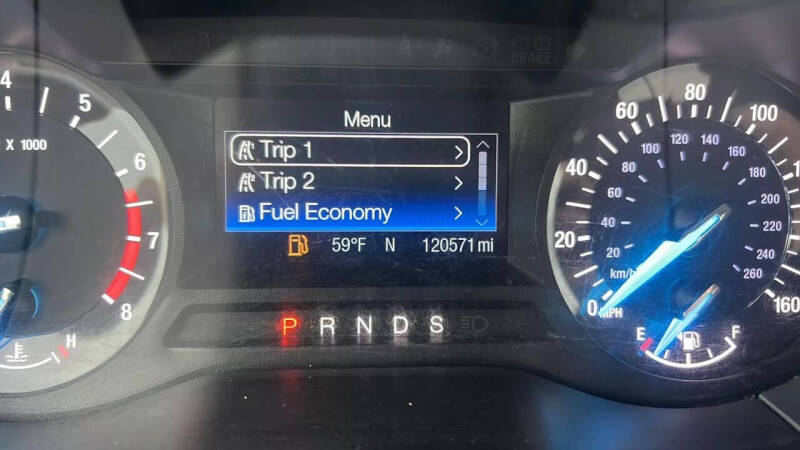 BRAKE
Menu
Trip 1
Trip 2
Fuel Economy
59°F N 120571 mi
P R N D S
4 5 6 7 8
X 1000
H
0 20 40 60 80 100 160
MPH
20 40 60 80 100 120 140 160 180 200 220 240 260
km/h
E F